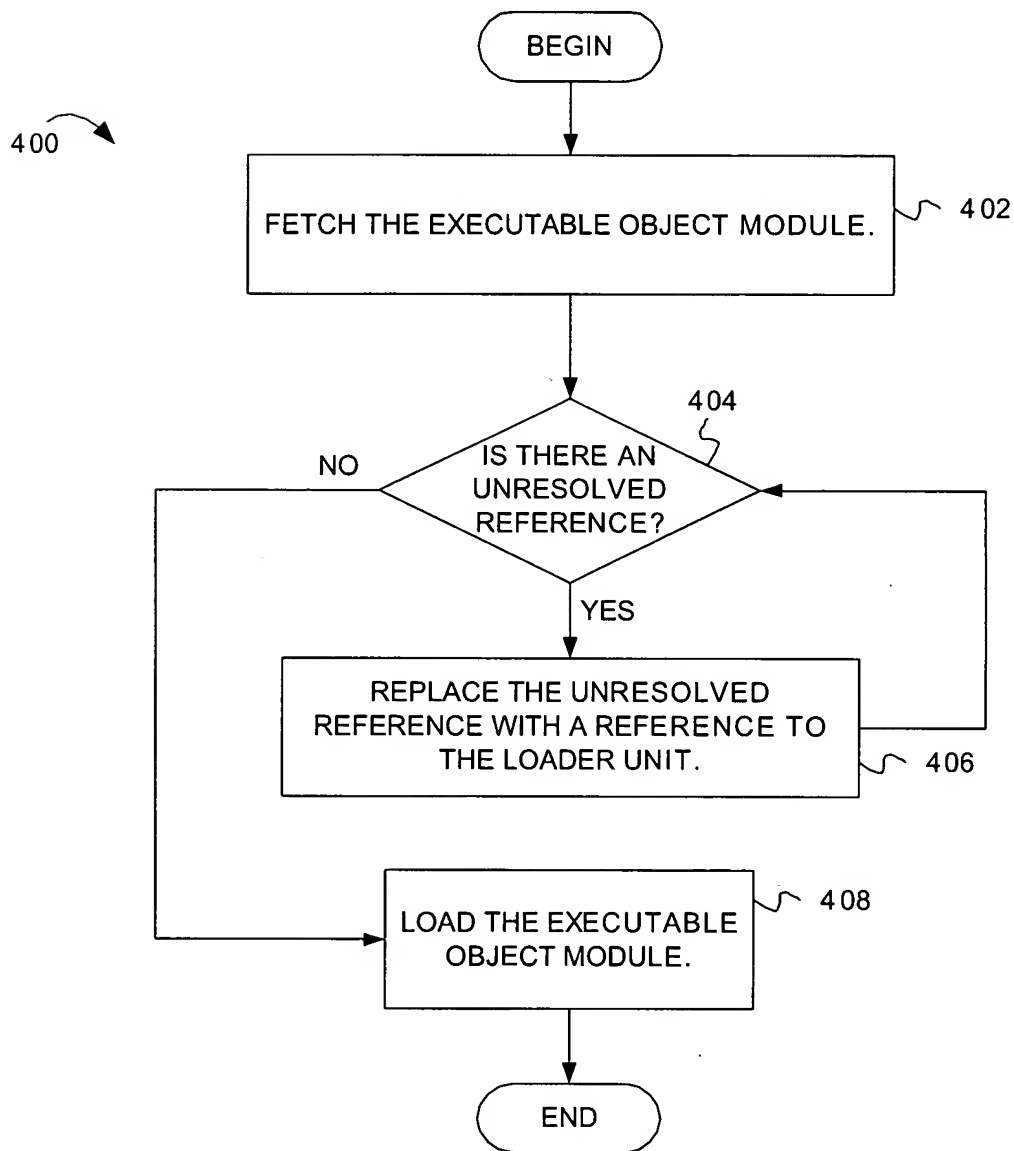 BEGIN
400
FETCH THE EXECUTABLE OBJECT MODULE.
402
404
IS THERE AN
UNRESOLVED
REFERENCE?
NO
YES
REPLACE THE UNRESOLVED
REFERENCE WITH A REFERENCE TO
THE LOADER UNIT.
406
LOAD THE EXECUTABLE
OBJECT MODULE.
408
END